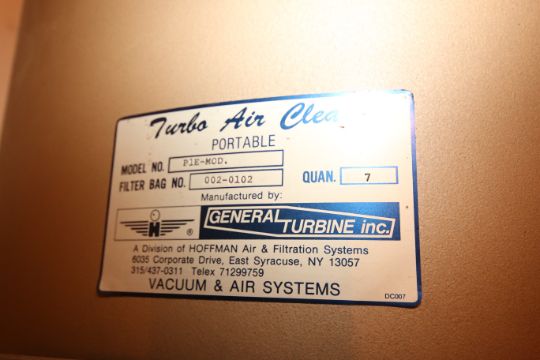 Turbo Air Clea
PORTABLE
MODEL NO. P1E-MOD.
FILTER BAG NO. 002-0102 QUAN. 7
Manufactured by:
H ® GENERAL TURBINE inc.
A Division of HOFFMAN Air & Filtration Systems
6035 Corporate Drive, East Syracuse, NY 13057
315/437-0311 Telex 71299759
VACUUM & AIR SYSTEMS
DC007